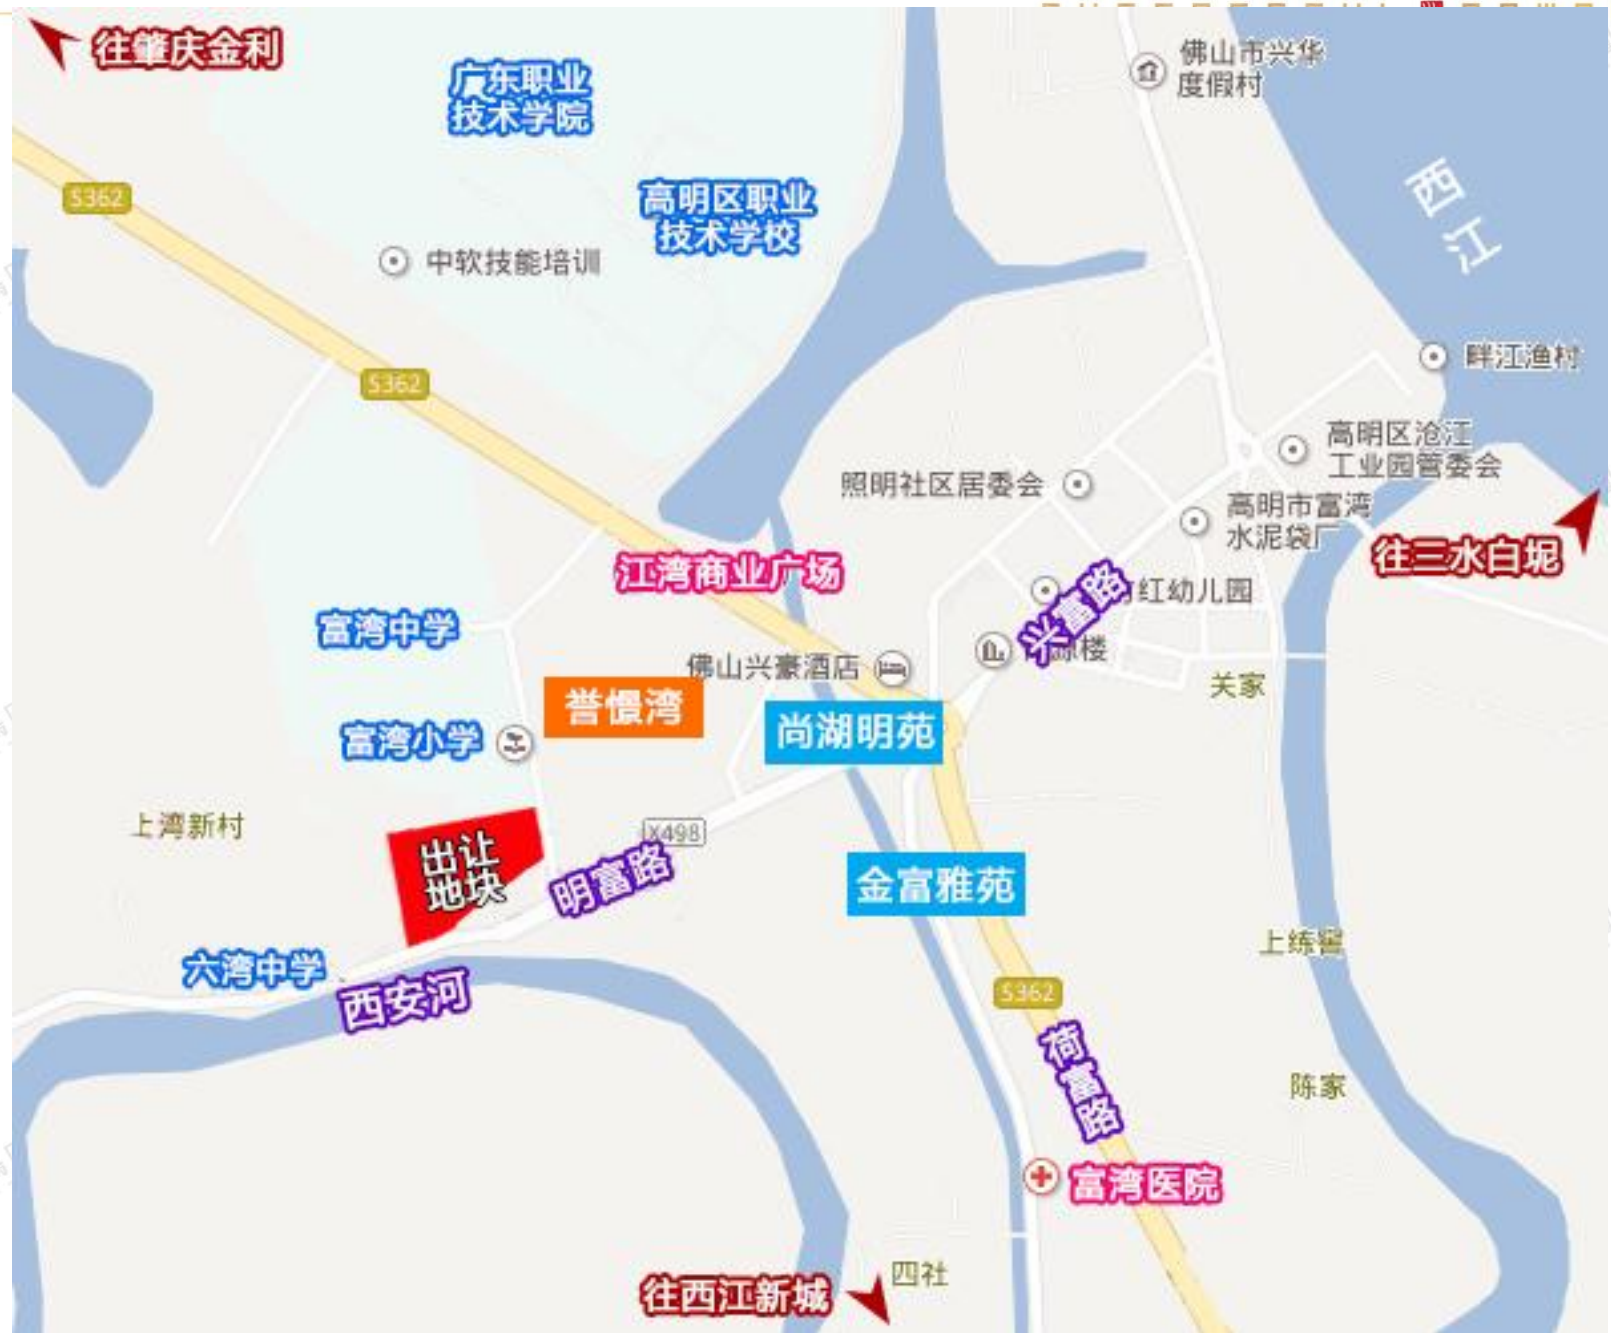 往肇庆金利
广东职业
技术学院
佛山市兴华
度假村
S362
高明区职业
技术学校
西
江
中软技能培训
畔江渔村
S362
高明区沧江
工业园管委会
照明社区居委会
高明市富湾
水泥袋厂
往三水白坭
江湾商业广场
红幼儿园
兴富路
富湾中学
楼
佛山兴豪酒店
关家
誉憬湾
尚湖明苑
富湾小学
上湾新村
X498
出让
地块
明富路
金富雅苑
上练窖
六湾中学
西安河
S362
荷富路
陈家
富湾医院
四社
往西江新城